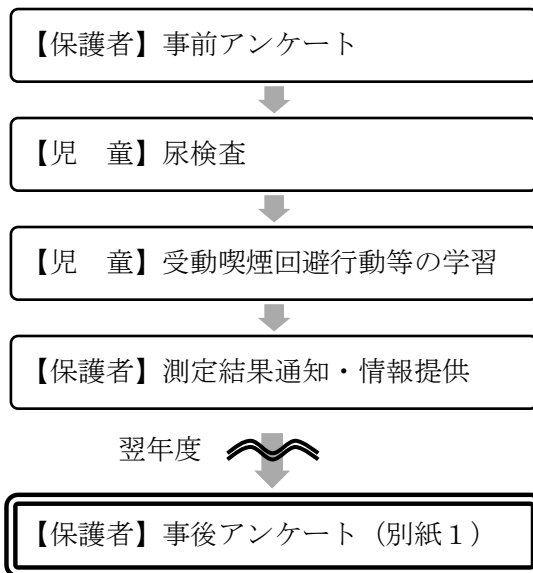 【保護者】事前アンケート
【児　童】尿検査
【児　童】受動喫煙回避行動等の学習
【保護者】測定結果通知・情報提供
翌年度
【保護者】事後アンケート（別紙１）